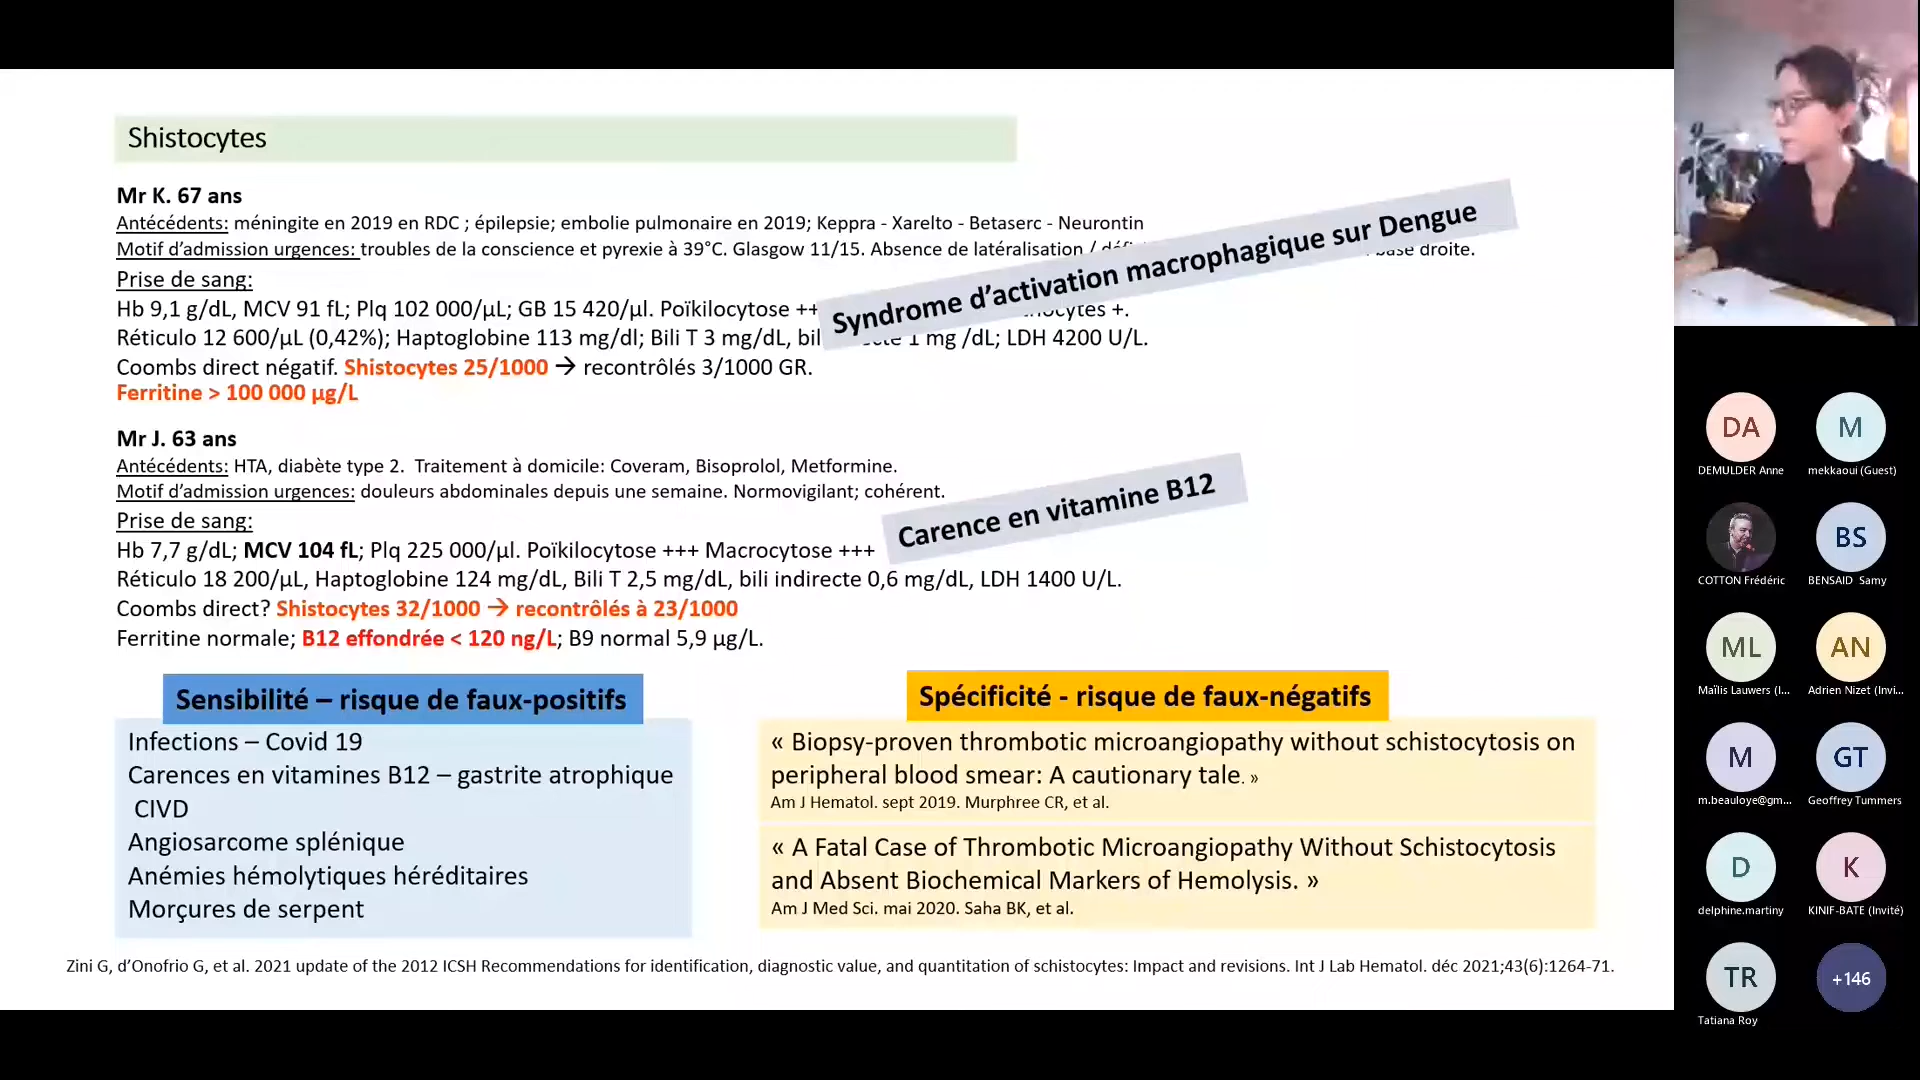 Shistocytes
Mr K. 67 ans
Antécédents: méningite en 2019 en RDC ; épilepsie; embolie pulmonaire en 2019; Keppra - Xarelto - Betaserc - Neurontin
Motif d’admission urgences: troubles de la conscience et pyrexie à 39°C. Glasgow 11/15. Absence de latéralisation / base droite.
Syndrome d’activation macrophagique sur Dengue
Prise de sang:
Hb 9,1 g/dL, MCV 91 fL; Plq 102 000/µL; GB 15 420/µl. Poïkilocytose ++ +.
Réticulo 12 600/µL (0,42%); Haptoglobine 113 mg/dl; Bili T 3 mg/dL, 1 mg /dL; LDH 4200 U/L.
Coombs direct négatif. Shistocytes 25/1000 → recontrôlés 3/1000 GR.
Ferritine > 100 000 µg/L
Mr J. 63 ans
Antécédents: HTA, diabète type 2. Traitement à domicile: Coveram, Bisoprolol, Metformine.
Motif d’admission urgences: douleurs abdominales depuis une semaine. Normovigilant; cohérent.
Carence en vitamine B12
Prise de sang:
Hb 7,7 g/dL; MCV 104 fL; Plq 225 000/µl. Poïkilocytose +++ Macrocytose +++
Réticulo 18 200/µL, Haptoglobine 124 mg/dL, Bili T 2,5 mg/dL, bili indirecte 0,6 mg/dL, LDH 1400 U/L.
Coombs direct? Shistocytes 32/1000 → recontrôlés à 23/1000
Ferritine normale; B12 effondrée < 120 ng/L; B9 normal 5,9 µg/L.
Sensibilité – risque de faux-positifs
Infections – Covid 19
Carences en vitamines B12 – gastrite atrophique
CIVD
Angiosarcome splénique
Anémies hémolytiques héréditaires
Morçures de serpent
Spécificité - risque de faux-négatifs
« Biopsy-proven thrombotic microangiopathy without schistocytosis on
peripheral blood smear: A cautionary tale. »
Am J Hematol. sept 2019. Murphree CR, et al.
« A Fatal Case of Thrombotic Microangiopathy Without Schistocytosis
and Absent Biochemical Markers of Hemolysis. »
Am J Med Sci. mai 2020. Saha BK, et al.
Zini G, d’Onofrio G, et al. 2021 update of the 2012 ICSH Recommendations for identification, diagnostic value, and quantitation of schistocytes: Impact and revisions. Int J Lab Hematol. déc 2021;43(6):1264-71.
DA M
DEMULDER Anne mekkaoui (Guest)
BS
COTTON Frédéric BENSAID Samy
ML AN
Maïlis Lauwers (I... Adrien Nizet (Invi...
M GT
m.beauloye@gm... Geoffrey Tummers
D K
delphine.martiny KINIF-BATE (Invité)
TR +146
Tatiana Roy